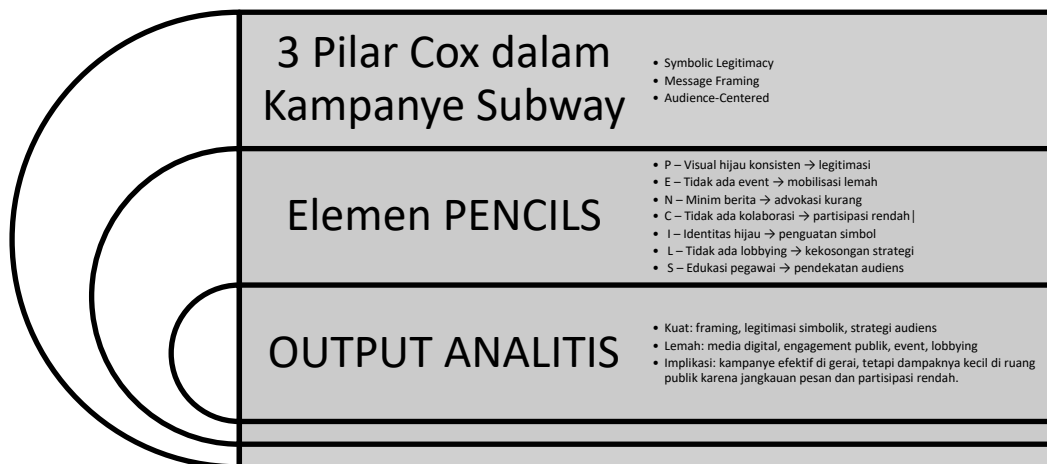 3 Pilar Cox dalam
Kampanye Subway
• Symbolic Legitimacy
• Message Framing
• Audience-Centered
Elemen PENCILS
• P – Visual hijau konsisten → legitimasi
• E – Tidak ada event → mobilisasi lemah
• N – Minim berita → advokasi kurang
• C – Tidak ada kolaborasi → partisipasi rendah|
• I – Identitas hijau → penguatan simbol
• L – Tidak ada lobbying → kekosongan strategi
• S – Edukasi pegawai → pendekatan audiens
OUTPUT ANALITIS
• Kuat: framing, legitimasi simbolik, strategi audiens
• Lemah: media digital, engagement publik, event, lobbying
• Implikasi: kampanye efektif di gerai, tetapi dampaknya kecil di ruang
publik karena jangkauan pesan dan partisipasi rendah.